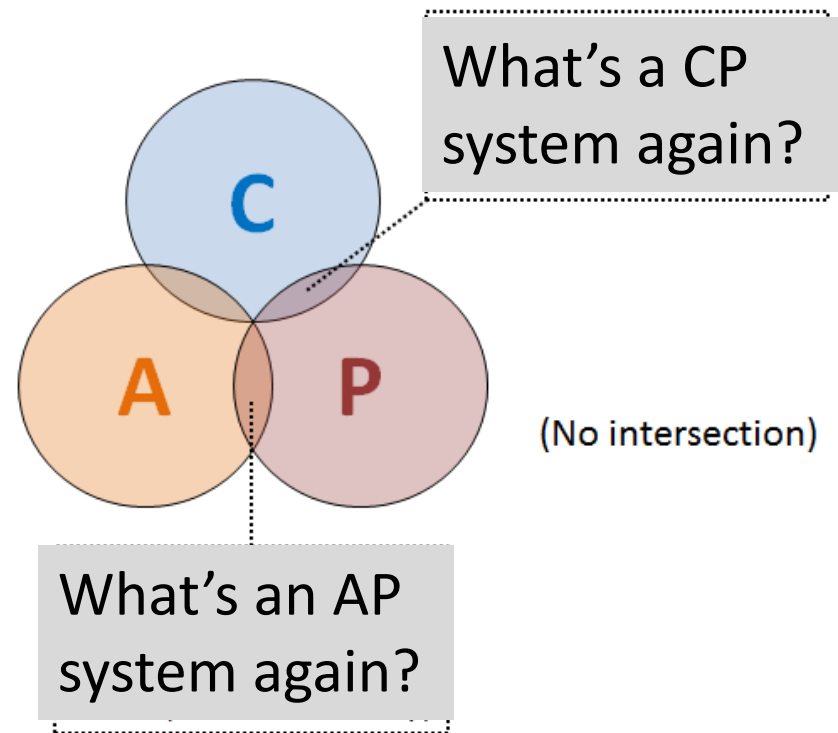 What’s a CP
system again?
C
A
P
(No intersection)
What’s an AP
system again?